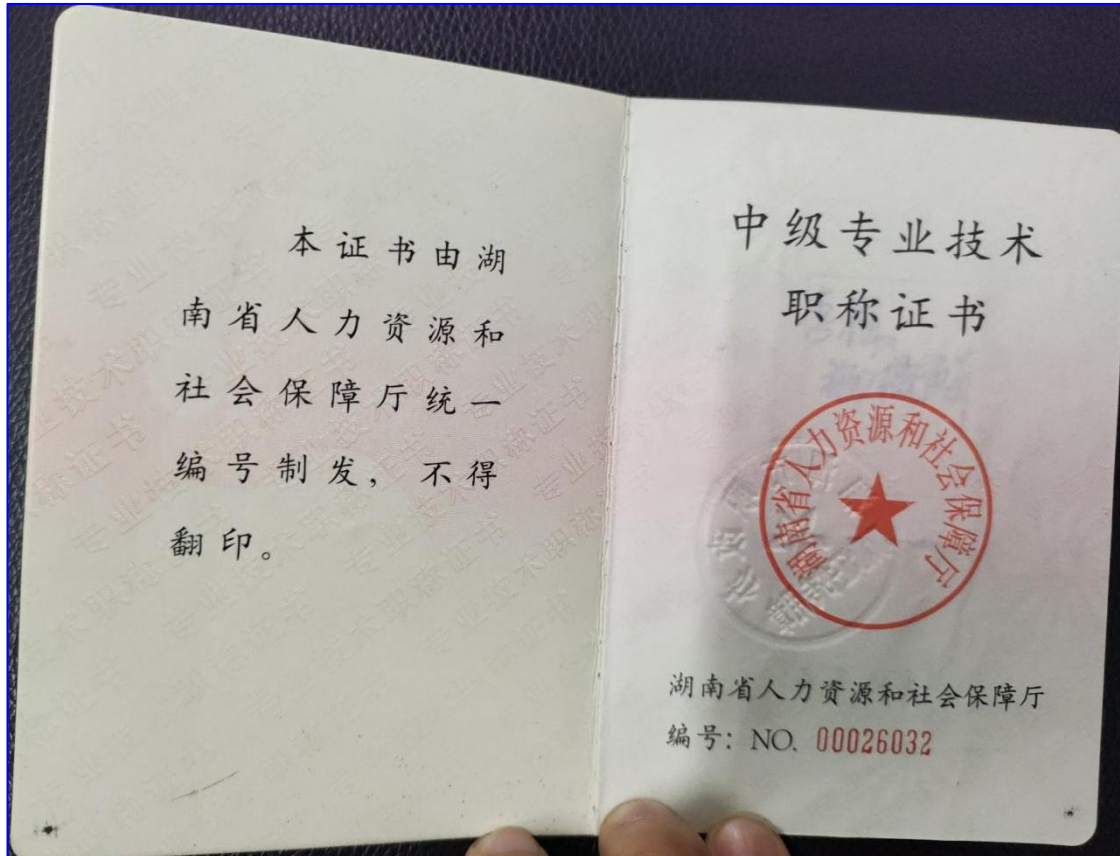 本证书由湖
南省人力资源和
社会保障厅统一
编号制发，不得
翻印。
中级专业技术
职称证书
湖南省人力资源和社会保障厅
湖南省人力资源和社会保障厅
编号：NO. 00026032